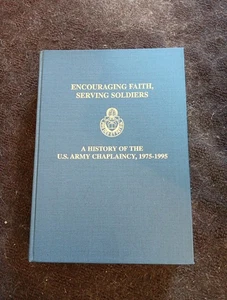 ENCOURAGING FAITH,
SERVING SOLDIERS
A HISTORY OF THE
U.S. ARMY CHAPLAINCY, 1975-1995